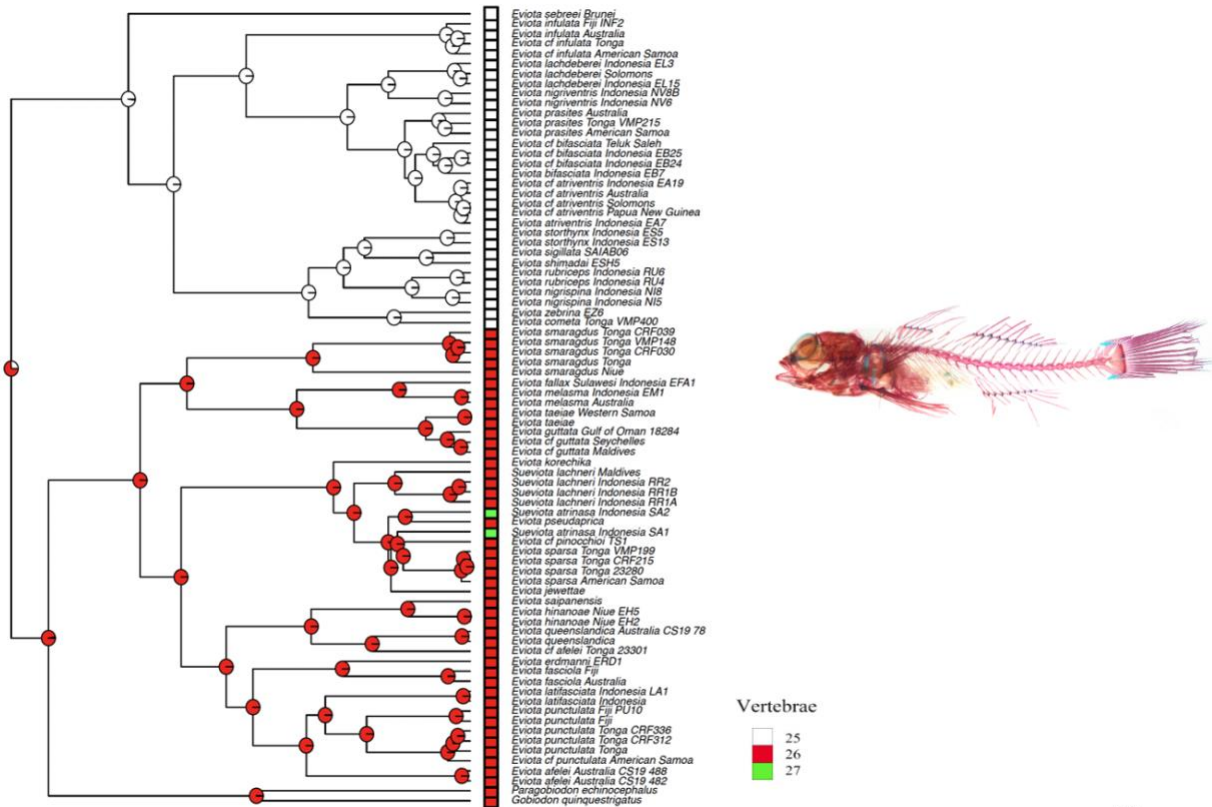 Eviota sebreei Brunei
Eviota infulata Fiji INF2
Eviota infulata Australia
Eviota cf infulata Tonga
Eviota cf infulata American Samoa
Eviota lachdeberei Indonesia EL3
Eviota lachdeberei Solomons
Eviota lachdeberei Indonesia EL15
Eviota nigriventris Indonesia NV8B
Eviota nigriventris Indonesia NV6
Eviota prasites Australia
Eviota prasites Tonga VMP215
Eviota prasites American Samoa
Eviota cf bifasciata Teluk Saleh
Eviota cf bifasciata Indonesia EB25
Eviota cf bifasciata Indonesia EB24
Eviota bifasciata Indonesia EB7
Eviota cf atriventris Indonesia EA19
Eviota cf atriventris Australia
Eviota cf atriventris Solomons
Eviota cf atriventris Papua New Guinea
Eviota atriventris Indonesia EA7
Eviota storthynx Indonesia ES5
Eviota storthynx Indonesia ES13
Eviota sigillata SAIAB06
Eviota shimadai ESH5
Eviota rubriceps Indonesia RU6
Eviota rubriceps Indonesia RU4
Eviota nigrispina Indonesia NI8
Eviota nigrispina Indonesia NI5
Eviota zebrina EZ6
Eviota cometa Tonga VMP400
Eviota smaragdus Tonga CRF039
Eviota smaragdus Tonga VMP148
Eviota smaragdus Tonga CRF030
Eviota smaragdus Tonga
Eviota smaragdus Niue
Eviota fallax Sulawesi Indonesia EFA1
Eviota melasma Indonesia EM1
Eviota melasma Australia
Eviota taeiae Western Samoa
Eviota taeiae
Eviota guttata Gulf of Oman 18284
Eviota cf guttata Seychelles
Eviota cf guttata Maldives
Eviota korechika
Sueviota lachneri Maldives
Sueviota lachneri Indonesia RR2
Sueviota lachneri Indonesia RR1B
Sueviota lachneri Indonesia RR1A
Sueviota atrinasa Indonesia SA2
Eviota pseudaprica
Sueviota atrinasa Indonesia SA1
Eviota cf pinocchioi TS1
Eviota sparsa Tonga VMP199
Eviota sparsa Tonga CRF215
Eviota sparsa Tonga 23280
Eviota sparsa American Samoa
Eviota jewettae
Eviota saipanensis
Eviota hinanoae Niue EH5
Eviota hinanoae Niue EH2
Eviota queenslandica Australia CS19 78
Eviota queenslandica
Eviota cf afelei Tonga 23301
Eviota erdmanni ERD1
Eviota fasciola Fiji
Eviota fasciola Australia
Eviota latifasciata Indonesia LA1
Eviota latifasciata Indonesia
Eviota punctulata Fiji PU10
Eviota punctulata Fiji
Eviota punctulata Tonga CRF336
Eviota punctulata Tonga CRF312
Eviota punctulata Tonga
Eviota cf punctulata American Samoa
Eviota afelei Australia CS19 488
Eviota afelei Australia CS19 482
Paragobiodon echinocephalus
Gobiodon quinquestrigatus
Vertebrae
25
26
27